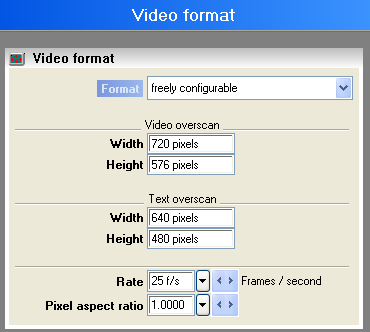 Video format
Video format
Format freely configurable
Video overscan
Width 720 pixels
Height 576 pixels
Text overscan
Width 640 pixels
Height 480 pixels
Rate 25 f/s Frames / second
Pixel aspect ratio 1.0000